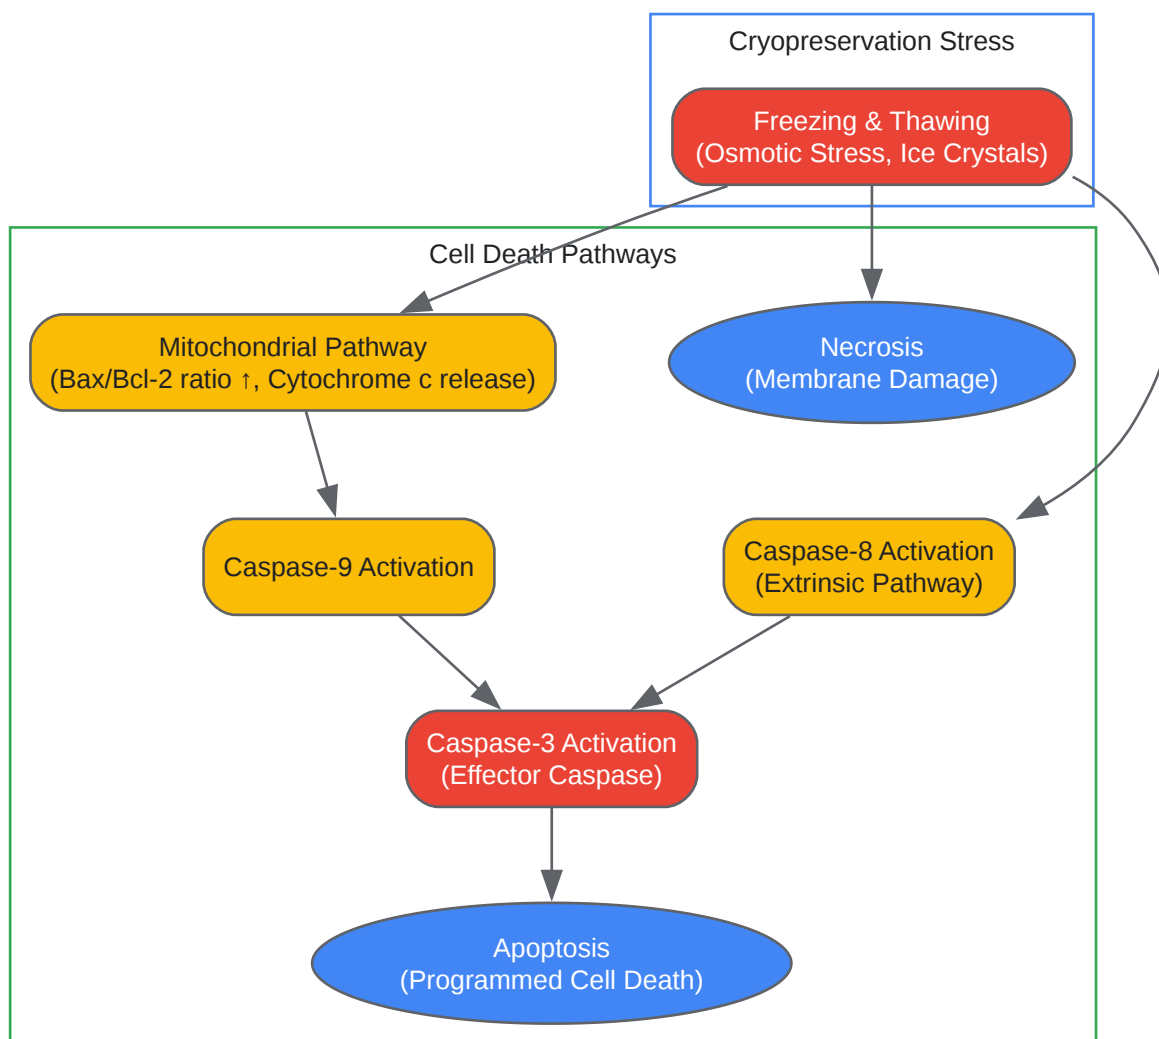 Cryopreservation Stress
Freezing & Thawing
(Osmotic Stress, Ice Crystals)
Cell Death Pathways
Mitochondrial Pathway
(Bax/Bcl-2 ratio ↑, Cytochrome c release)
Necrosis
(Membrane Damage)
Caspase-9 Activation
Caspase-8 Activation
(Extrinsic Pathway)
Caspase-3 Activation
(Effector Caspase)
Apoptosis
(Programmed Cell Death)